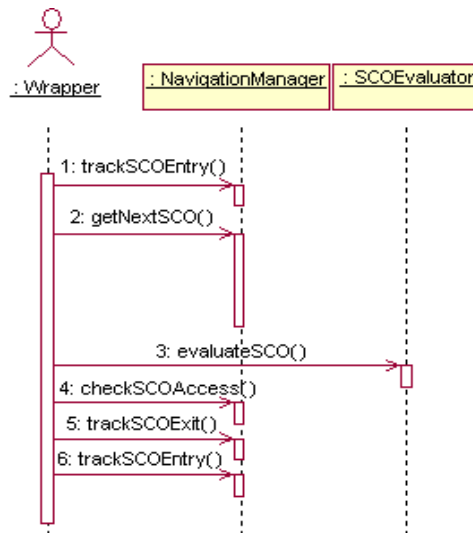 : Wrapper
: NavigationManager
: SCOEvaluator
1: trackSCOEntry()
2: getNextSCO()
3: evaluateSCO()
4: checkSCOAccess()
5: trackSCOExit()
6: trackSCOEntry()